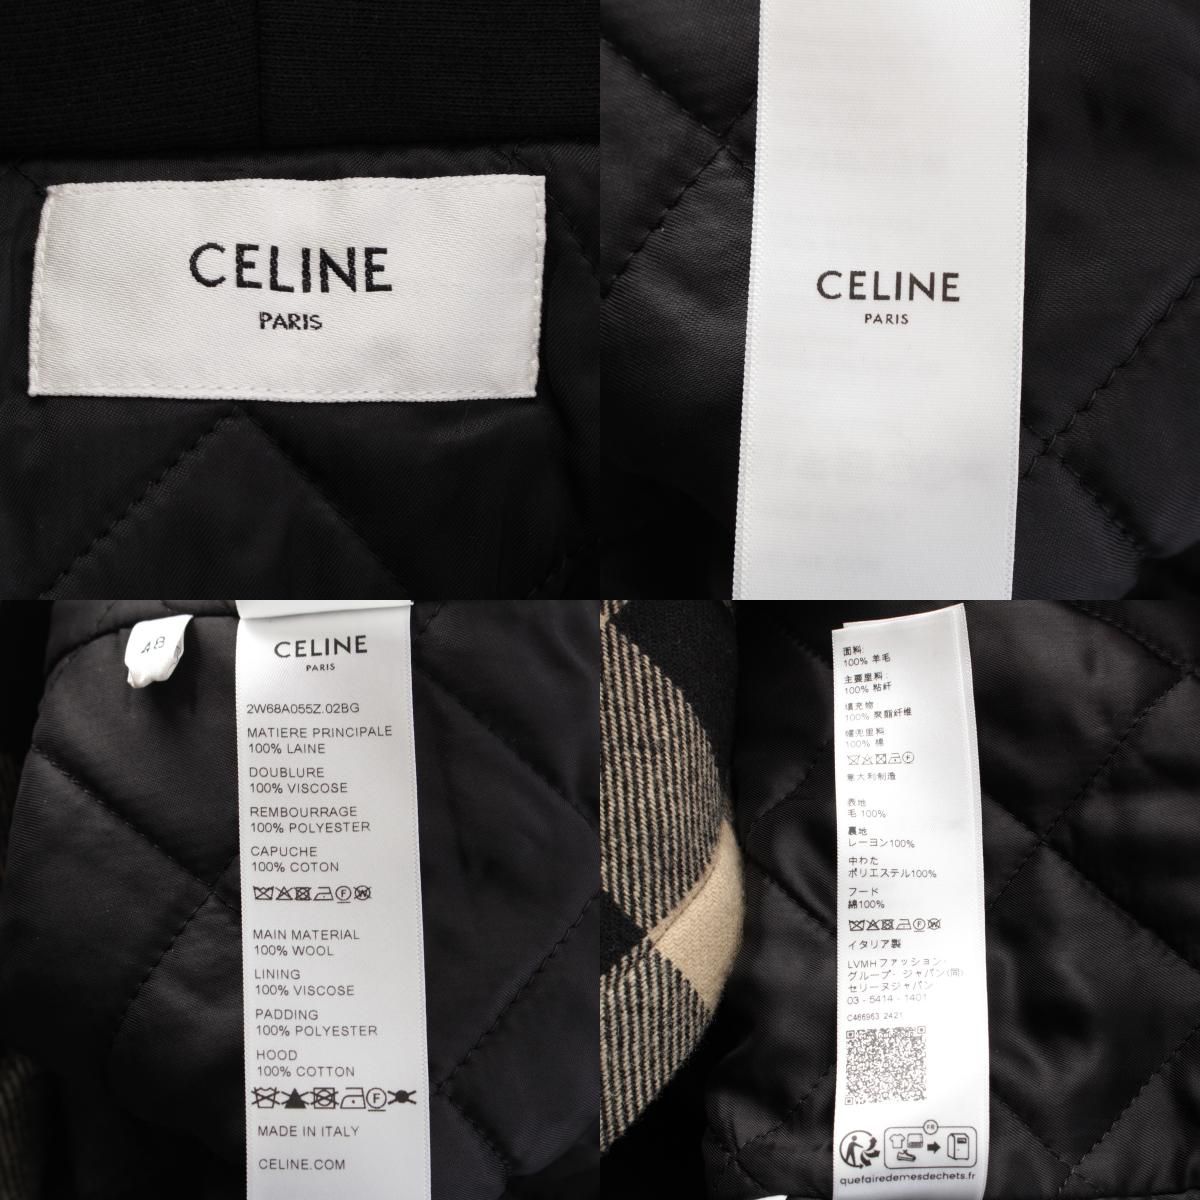 CELINE
PARIS
CELINE
PARIS
48
CELINE
PARIS
2W68A055Z.02BG
MATIERE PRINCIPALE
100% LAINE
DOUBLURE
100% VISCOSE
REMBOURRAGE
100% POLYESTER
CAPUCHE
100% COTON
MAIN MATERIAL
100% WOOL
LINING
100% VISCOSE
PADDING
100% POLYESTER
HOOD
100% COTTON
MADE IN ITALY
CELINE.COM
面料:
100% 羊毛
主要里料:
100% 粘纤
填充物
100% 聚酯纤维
帽兜里料
100% 棉
意大利制造
表地
毛 100%
裏地
レーヨン100%
中わた
ポリエステル100%
フード
綿100%
イタリア製
LVMHファッション・
グループ・ジャパン(同)
セリーヌジャパン
03 - 5414 - 1401
C466963 2421
FR
quefairedemesdechets.fr